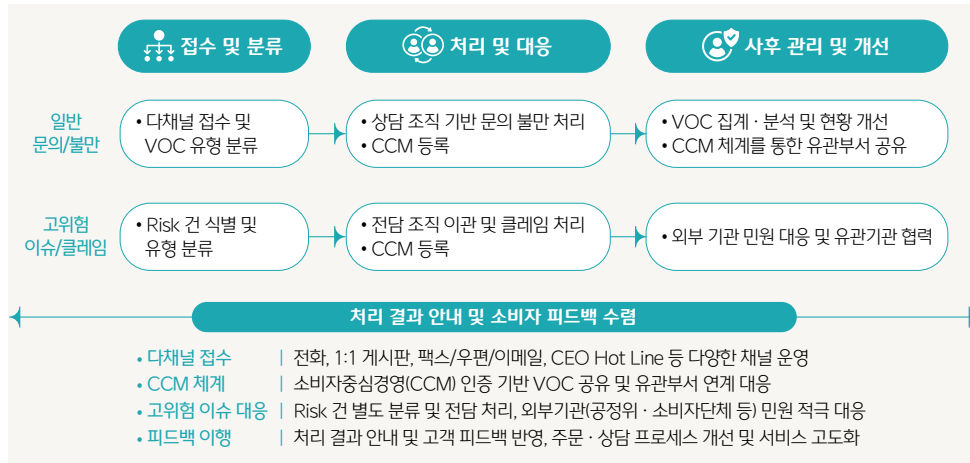 접수 및 분류
처리 및 대응
사후 관리 및 개선
일반
문의/불만
• 다채널 접수 및
VOC 유형 분류
• 상담 조직 기반 문의 불만 처리
• CCM 등록
• VOC 집계 · 분석 및 현황 개선
• CCM 체계를 통한 유관부서 공유
고위험
이슈/클레임
• Risk 건 식별 및
유형 분류
• 전담 조직 이관 및 클레임 처리
• CCM 등록
• 외부 기관 민원 대응 및 유관기관 협력
처리 결과 안내 및 소비자 피드백 수렴
• 다채널 접수 | 전화, 1:1 게시판, 팩스/우편/이메일, CEO Hot Line 등 다양한 채널 운영
• CCM 체계 | 소비자중심경영(CCM) 인증 기반 VOC 공유 및 유관부서 연계 대응
• 고위험 이슈 대응 | Risk 건 별도 분류 및 전담 처리, 외부기관(공정위 · 소비자단체 등) 민원 적극 대응
• 피드백 이행 | 처리 결과 안내 및 고객 피드백 반영, 주문 · 상담 프로세스 개선 및 서비스 고도화